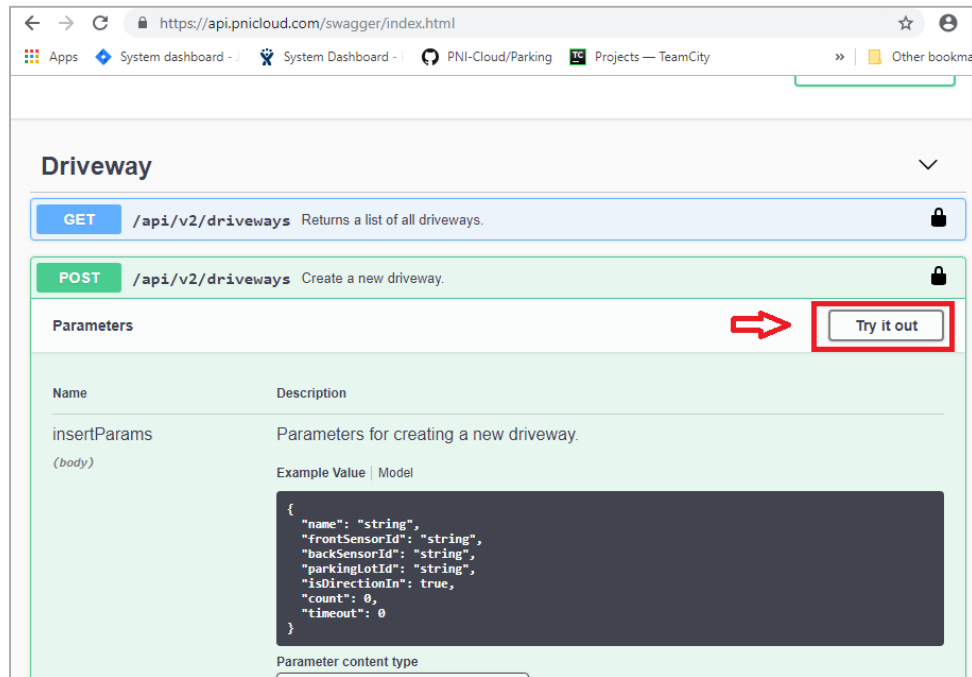 https://api.pnicloud.com/swagger/index.html
Apps System dashboard - System Dashboard - PNI-Cloud/Parking TC Projects — TeamCity » Other bookma
Driveway
GET /api/v2/driveways Returns a list of all driveways.
POST /api/v2/driveways Create a new driveway.
Parameters Try it out
Name Description
insertParams Parameters for creating a new driveway.
(body)
Example Value | Model
{
"name": "string",
"frontSensorId": "string",
"backSensorId": "string",
"parkingLotId": "string",
"isDirectionIn": true,
"count": 0,
"timeout": 0
}
Parameter content type